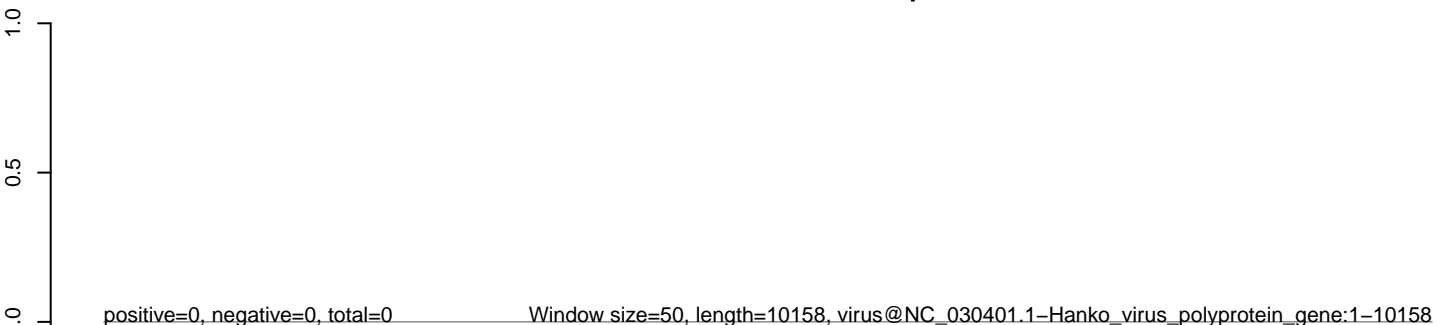 1.0
0.5
.0
positive=0, negative=0, total=0
Window size=50, length=10158, virus@NC_030401.1−Hanko_virus_polyprotein_gene:1−10158